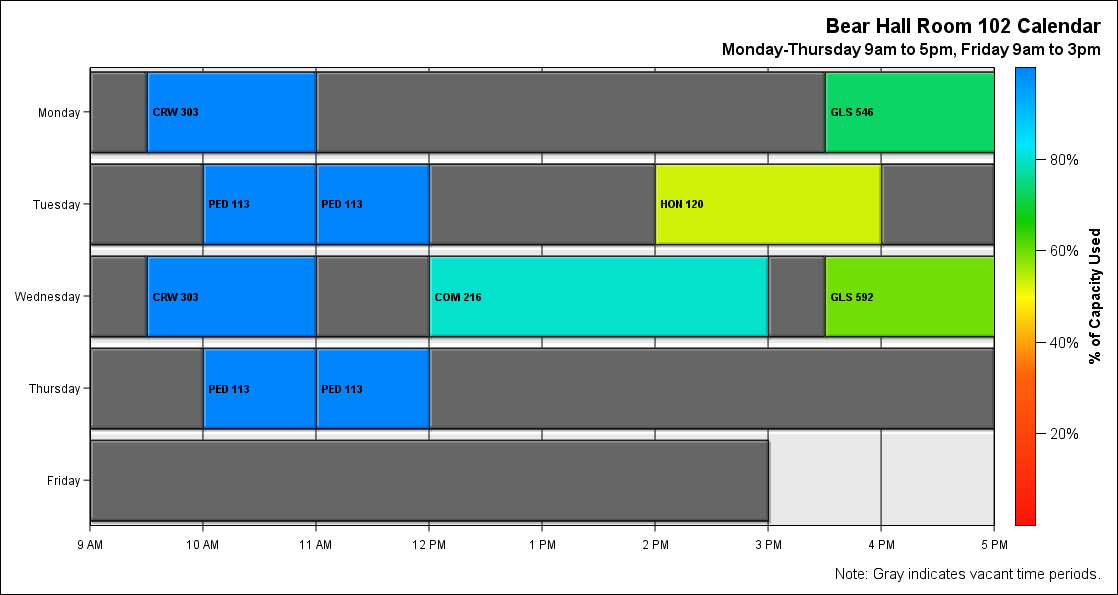 Bear Hall Room 102 Calendar
Monday-Thursday 9am to 5pm, Friday 9am to 3pm
Monday
CRW 303
GLS 546
Tuesday
PED 113
PED 113
HON 120
Wednesday
CRW 303
COM 216
GLS 592
Thursday
PED 113
PED 113
Friday
9 AM
10 AM
11 AM
12 PM
1 PM
2 PM
3 PM
4 PM
5 PM
80%
60%
40%
20%
% of Capacity Used
Note: Gray indicates vacant time periods.